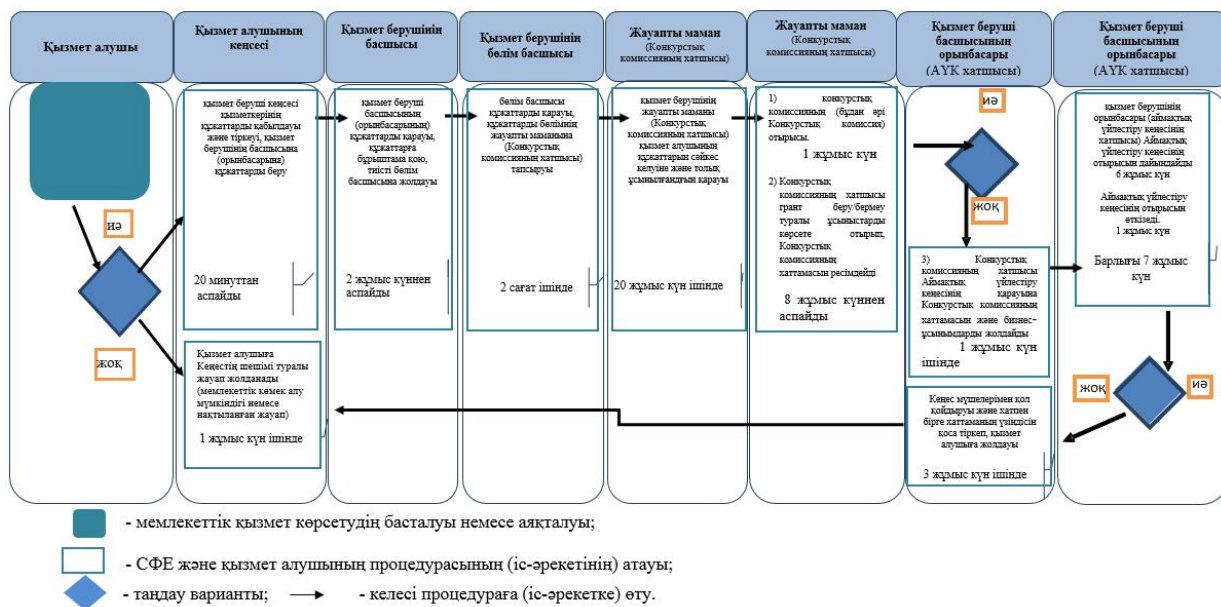 Қызмет алушы
Қызмет алушының
кеңсесі
Қызмет берушінің
басшысы
Қызмет берушінің
бөлім басшысы
Жауапты маман
(Конкурстық
комиссияның хатшысы)
Жауапты маман
(Конкурстық
комиссияның хатшысы)
Қызмет беруші
басшысының
орынбасары
(АҮК хатшысы)
Қызмет беруші
басшысының
орынбасары
(АҮК хатшысы)
иә
жоқ
қызмет беруші кеңсесі
қызметкерінің
құжаттарды қабылдауы
және тіркеуі, қызмет
берушінің басшысына
(орынбасарына)
құжаттарды беру
20 минуттан
аспайды
Қызмет алушыға
Кеңестің шешімі туралы
жауап жолданады
(мемлекеттік көмек алу
мүмкіндігі немесе
нақтыланған жауап)
1 жұмыс күн ішінде
қызмет беруші
басшысының
(орынбасарының)
құжаттарды қарауы,
құжаттарға
бұрыштама қою,
тиісті бөлім
басшысына жолдауы
2 жұмыс күннен
аспайды
бөлім басшысы
құжаттарды қарауы,
құжаттарды бөлімнің
жауапты маманына
(Конкурстық
комиссияның хатшысы)
тапсыруы
2 сағат ішінде
қызмет берушінің
жауапты маманы
(Конкурстық
комиссияның хатшысы)
қызмет алушының
құжаттарын сәйкес
келуіне және толық
ұсынылғандғын қарауы
20 жұмыс күн ішінде
1) конкурстық
комиссияның (бұдан әрі
Конкурстық комиссия)
отырысы.
1 жұмыс күн
2) Конкурстық
комиссияның хатшысы
грант беру/бермеу
туралы ұсыныстарды
көрсете отырып,
Конкурстық
комиссияның
хаттамасын ресімдейді
8 жұмыс күннен
аспайды
иә
жоқ
3) Конкурстық
комиссияның хатшысы
Аймақтық үйлестіру
кеңесінің қарауына
Конкурстық комиссияның
хаттамасын және бизнес-
ұсынымдарды жолдайды
1 жұмыс күн
ішінде
Кеңес мүшелерімен қол
қойдыруы және хатпен
бірге хаттаманың үзіндісін
қоса тіркеп, қызмет
алушыға жолдауы
3 жұмыс күн ішінде
қызмет берушінің
орынбасары (аймақтық
үйлестіру кеңесінің
хатшысы) Аймақтық
үйлестіру кеңесінің
отырысын дайындайды
6 жұмыс күн
Аймақтық үйлестіру
кеңесінің отырысын
өткізеді.
1 жұмыс күн
Барлығы 7 жұмыс
күн
жоқ
иә
- мемлекеттік қызмет көрсетудің басталуы немесе аяқталуы;
- СФЕ және қызмет алушының процедурасының (іс-әрекетінің) атауы;
- таңдау варианты; - келесі процедураға (іс-әрекетке) өту.